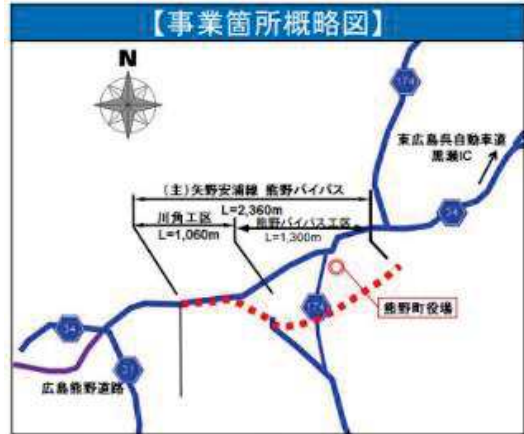 【事業箇所概略図】
N
174
東広島呉自動車道
黒瀬IC
(主)矢野安浦線 熊野バイパス
L=2,360m
川角工区
L=1,060m
熊野バイパス工区
L=1,300m
34
174
熊野町役場
34
31
広島熊野道路